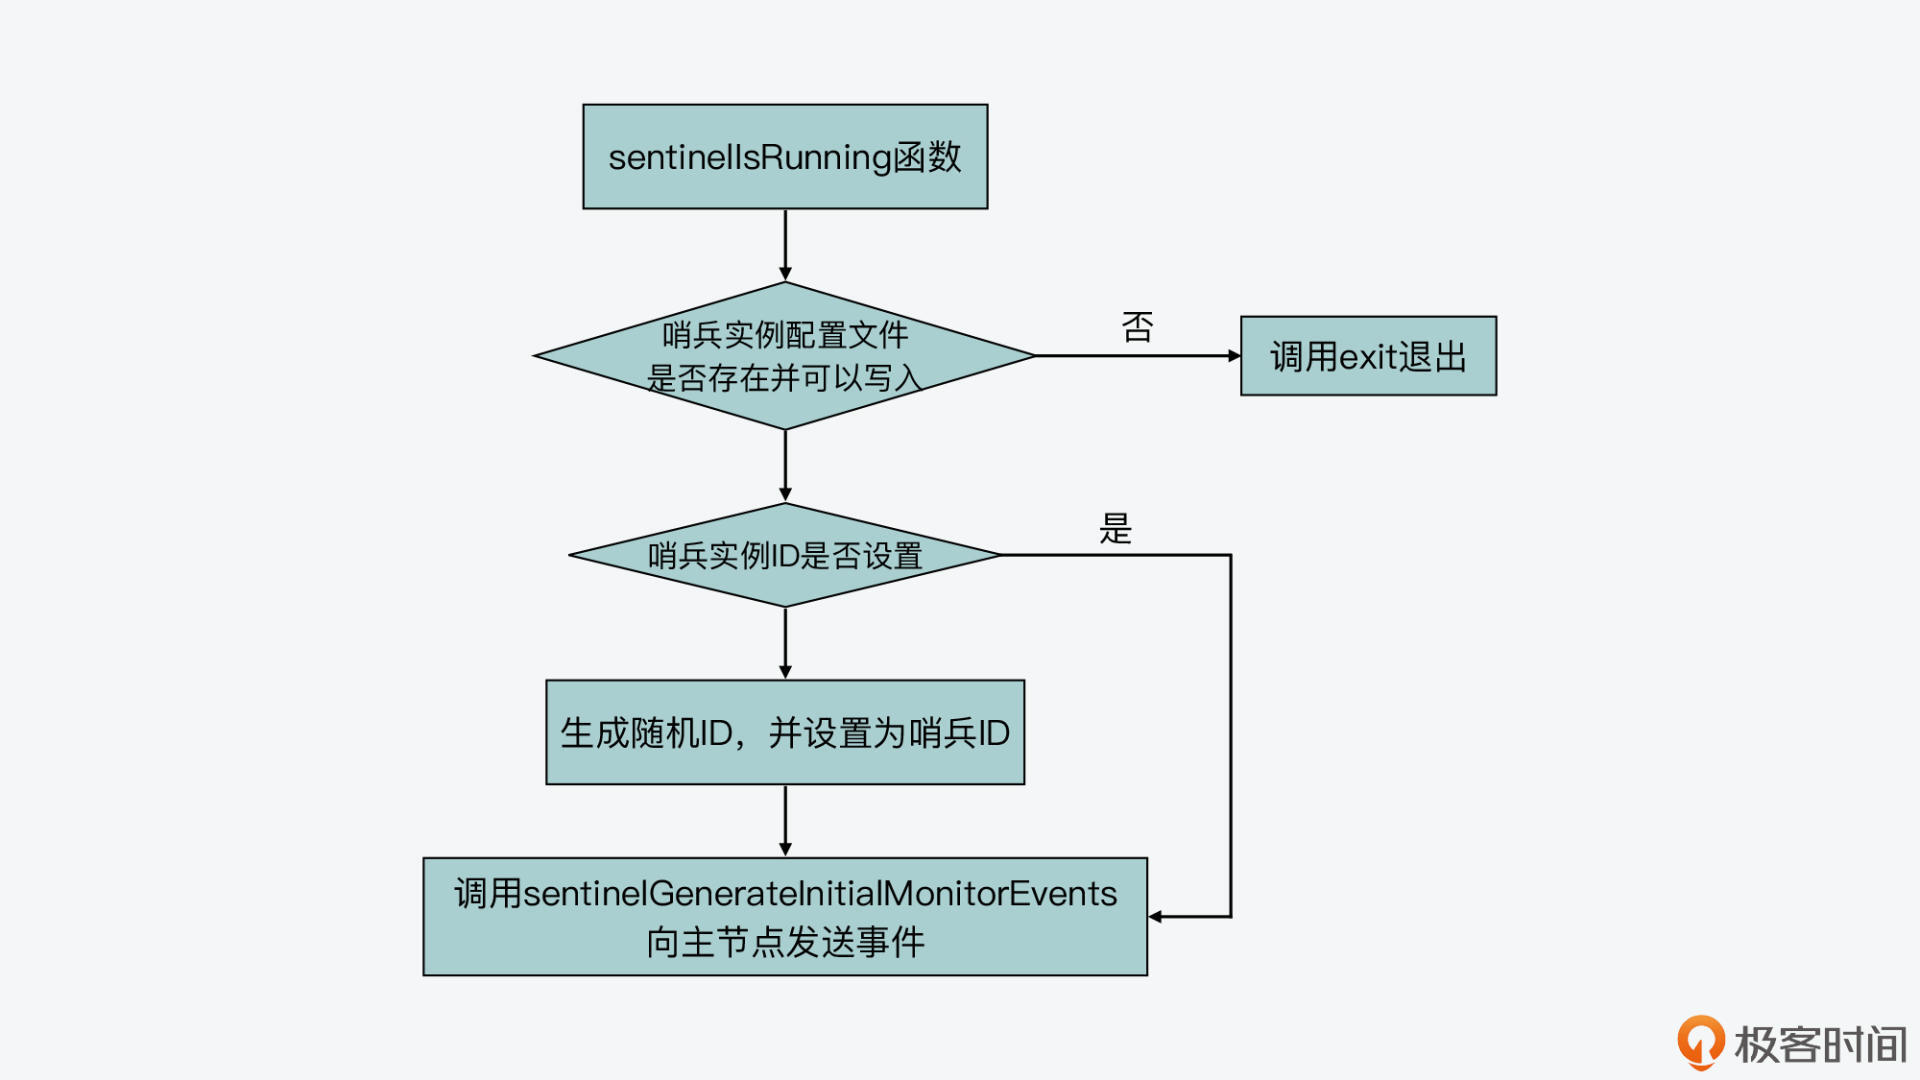 sentinelIsRunning函数
哨兵实例配置文件
是否存在并可以写入
否
调用exit退出
哨兵实例ID是否设置
是
生成随机ID，并设置为哨兵ID
调用sentinelGenerateInitialMonitorEvents
向主节点发送事件
极客时间